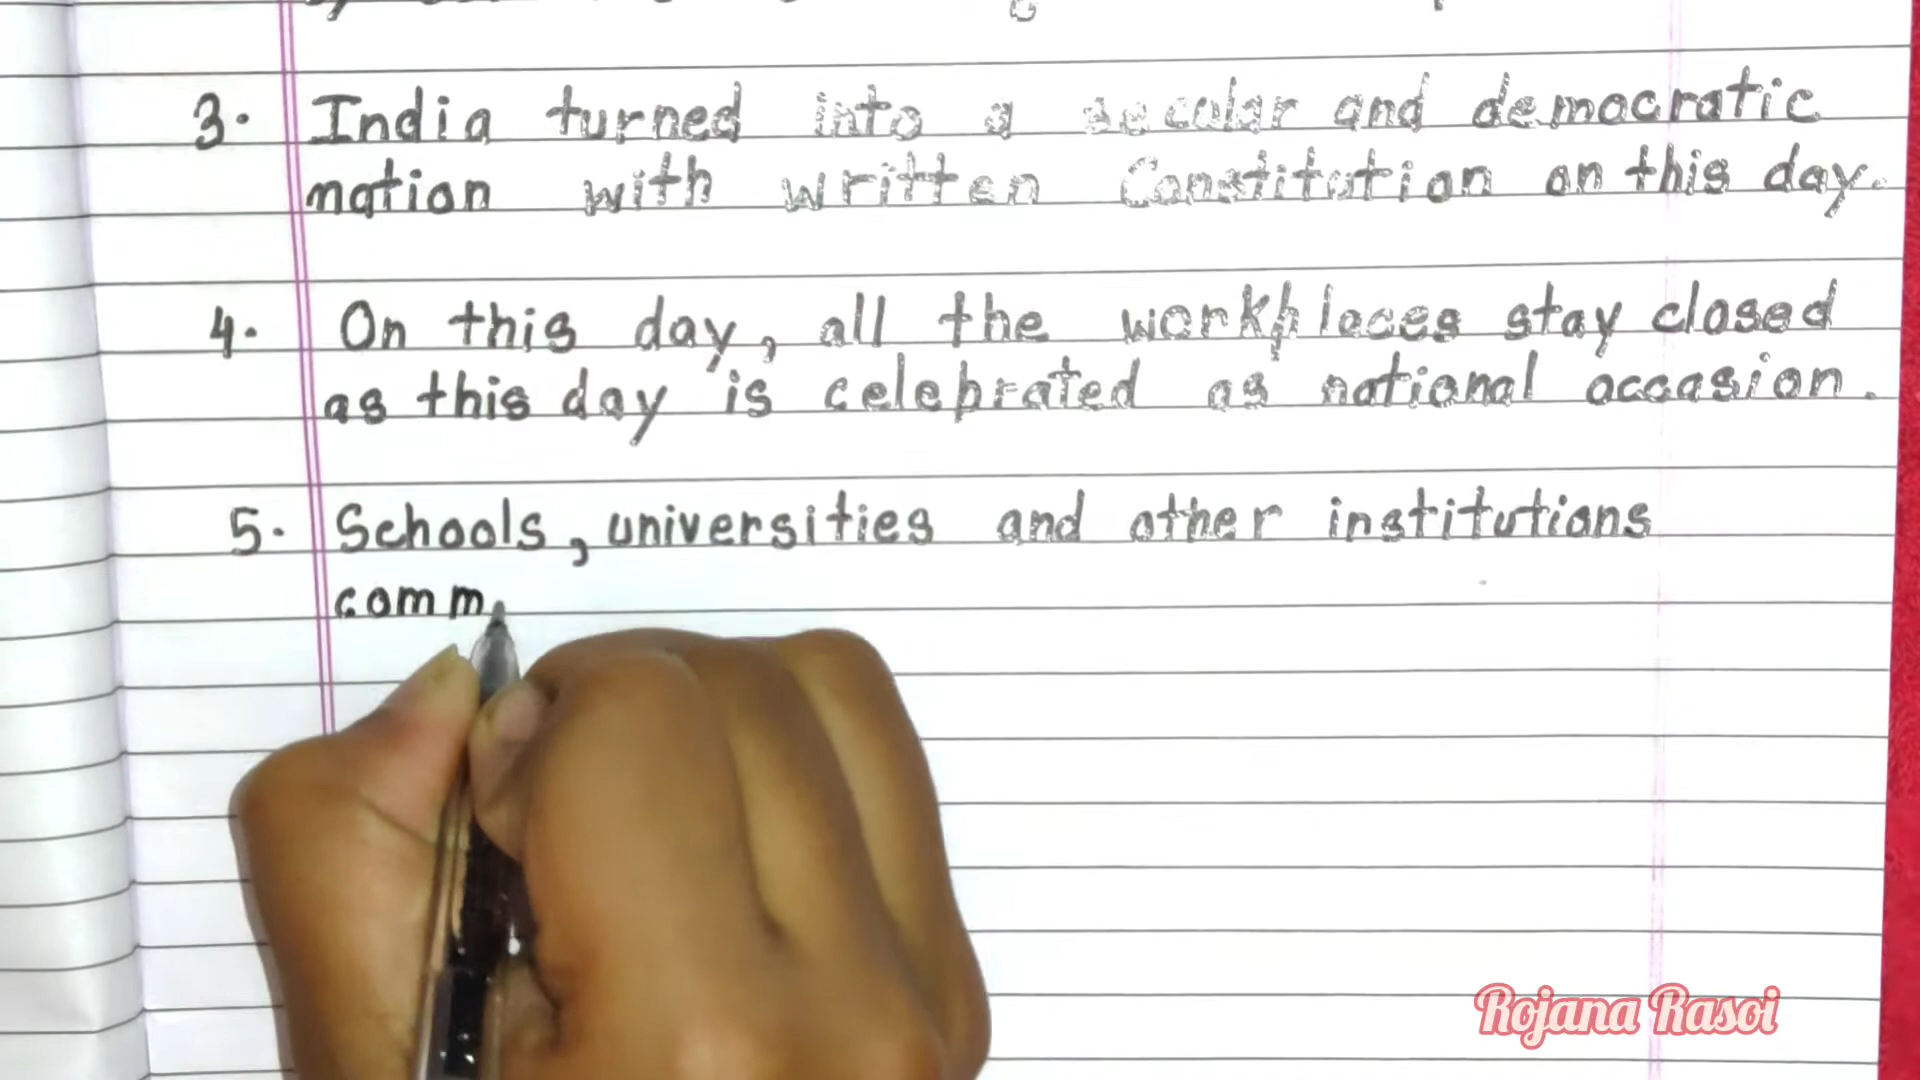 3. India turned into a secular and democratic
nation with written Constitution on this day.
4. On this day, all the workplaces stay closed
as this day is celebrated as national occasion.
5. Schools, universities and other institutions
comm
Rojana Rasoi